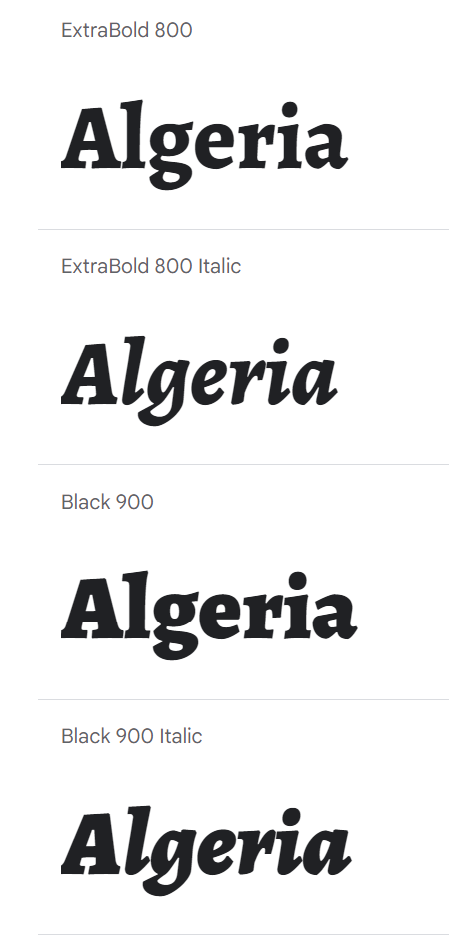 ExtraBold 800
Algeria
ExtraBold 800 Italic
Algeria
Black 900
Algeria
Black 900 Italic
Algeria